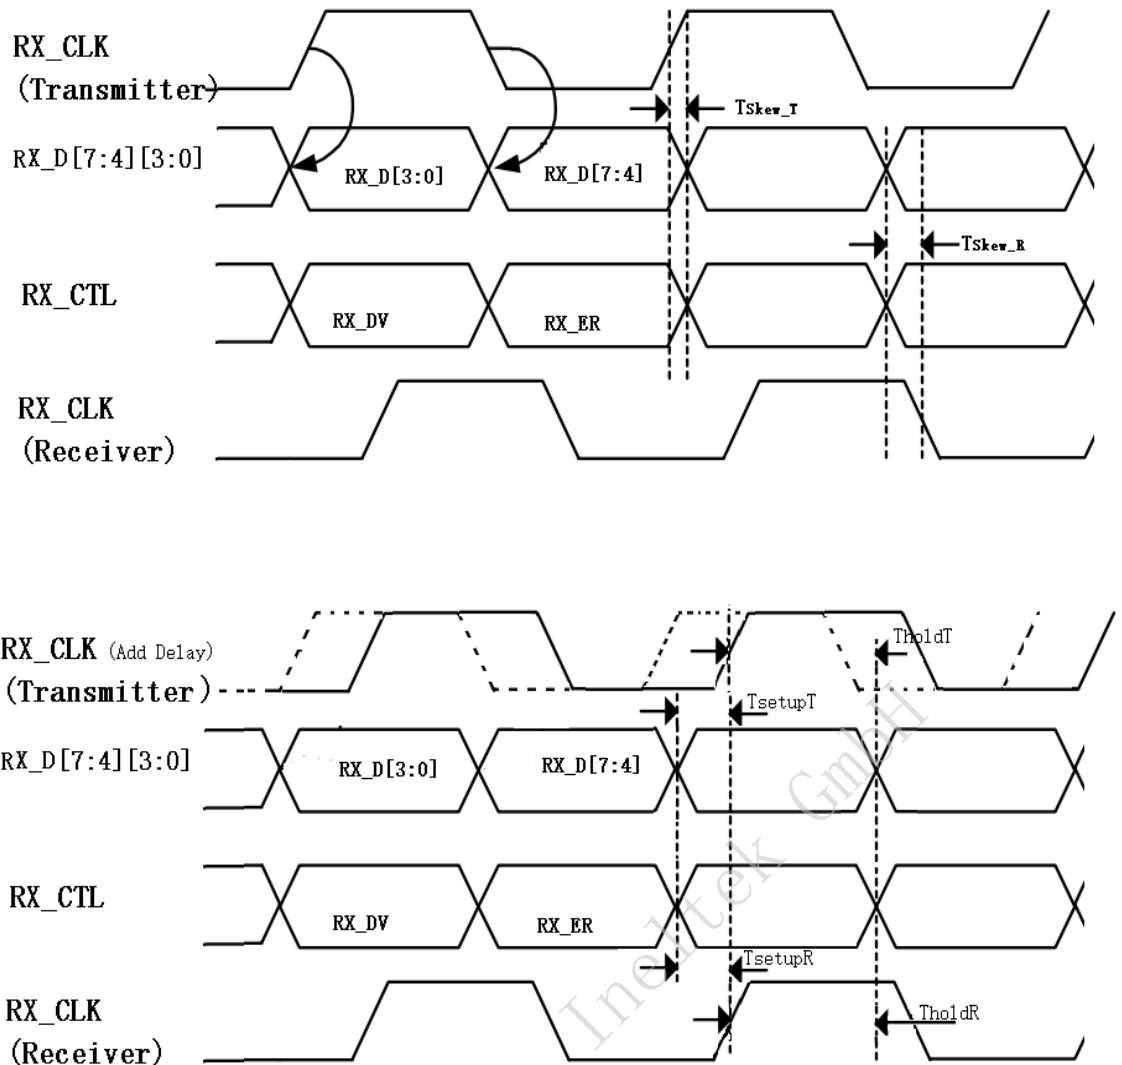 RX_CLK
(Transmitter)
TSkew_T
RX_D[7:4][3:0]
RX_D[3:0]
RX_D[7:4]
TSkew_R
RX_CTL
RX_DV
RX_ER
RX_CLK
(Receiver)
RX_CLK (Add Delay)
(Transmitter)
TholdT
TsetupT
RX_D[7:4][3:0]
RX_D[3:0]
RX_D[7:4]
RX_CTL
RX_DV
RX_ER
TsetupR
RX_CLK
(Receiver)
TholdR
Ineltek GmbH